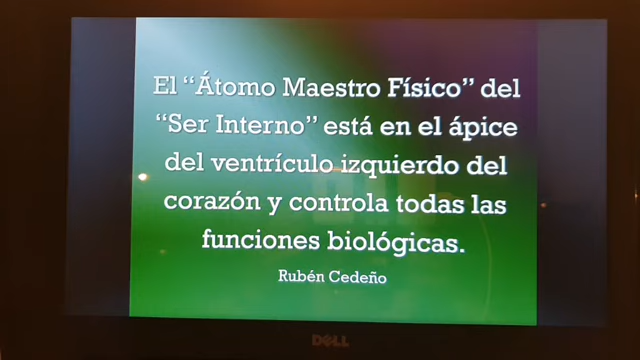 El “Átomo Maestro Físico” del
“Ser Interno” está en el ápice
del ventrículo izquierdo del
corazón y controla todas las
funciones biológicas.
Rubén Cedeño
DELL